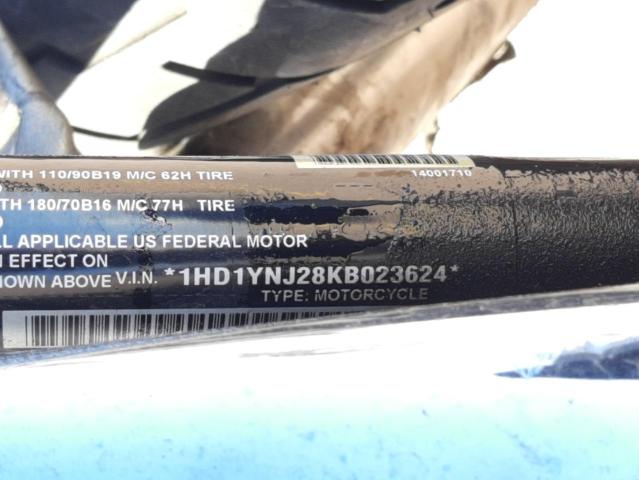 WITH 110/90B19 M/C 62H TIRE
14001710
TH 180/70B16 M/C 77H TIRE
LL APPLICABLE US FEDERAL MOTOR
N EFFECT ON
HOWN ABOVE V.I.N. *1HD1YNJ28KB023624*
TYPE: MOTORCYCLE